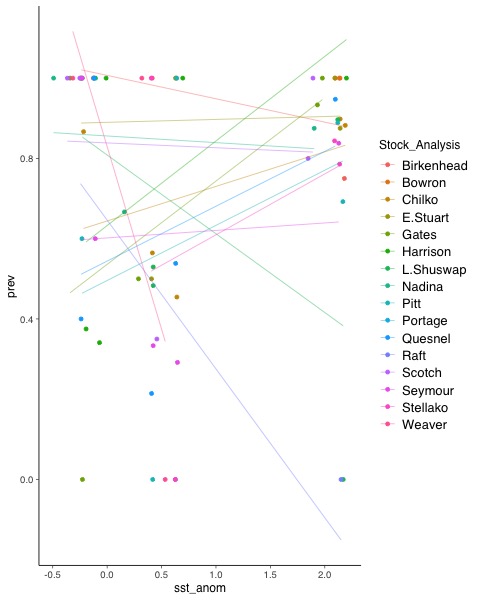 Stock_Analysis
Birkenhead
Bowron
Chilko
E.Stuart
Gates
Harrison
L.Shuswap
Nadina
Pitt
Portage
Quesnel
Raft
Scotch
Seymour
Stellako
Weaver
prev
0.8
0.4
0.0
-0.5 0.0 0.5 1.0 1.5 2.0
sst_anom